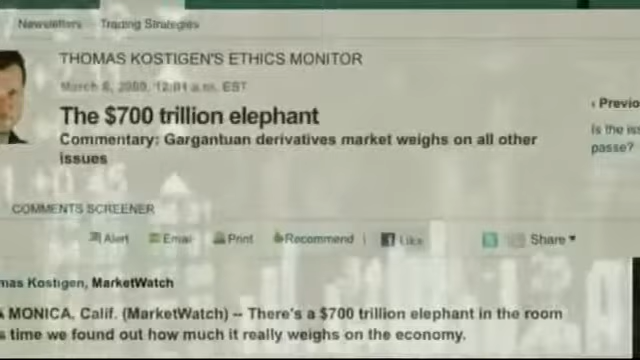 Newsletters Trading Strategies
THOMAS KOSTIGEN'S ETHICS MONITOR
March 6, 2009, 12:01 a.m. EST
The $700 trillion elephant
‹ Previo
Commentary: Gargantuan derivatives market weighs on all other
issues
Is the iss
passe?
COMMENTS SCREENER
Alert Email Print Recommend | Like Share
mas Kostigen, MarketWatch
A MONICA, Calif. (MarketWatch) -- There's a $700 trillion elephant in the room
s time we found out how much it really weighs on the economy.